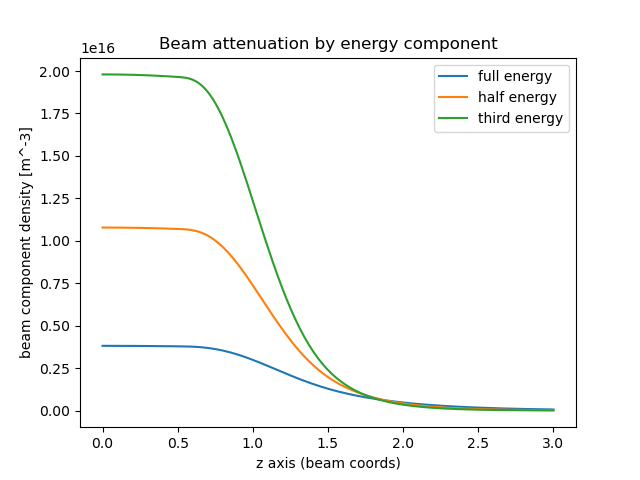 Beam attenuation by energy component
1e16
2.00
1.75
1.50
1.25
1.00
0.75
0.50
0.25
0.00
beam component density [m^-3]
full energy
half energy
third energy
0.0 0.5 1.0 1.5 2.0 2.5 3.0
z axis (beam coords)